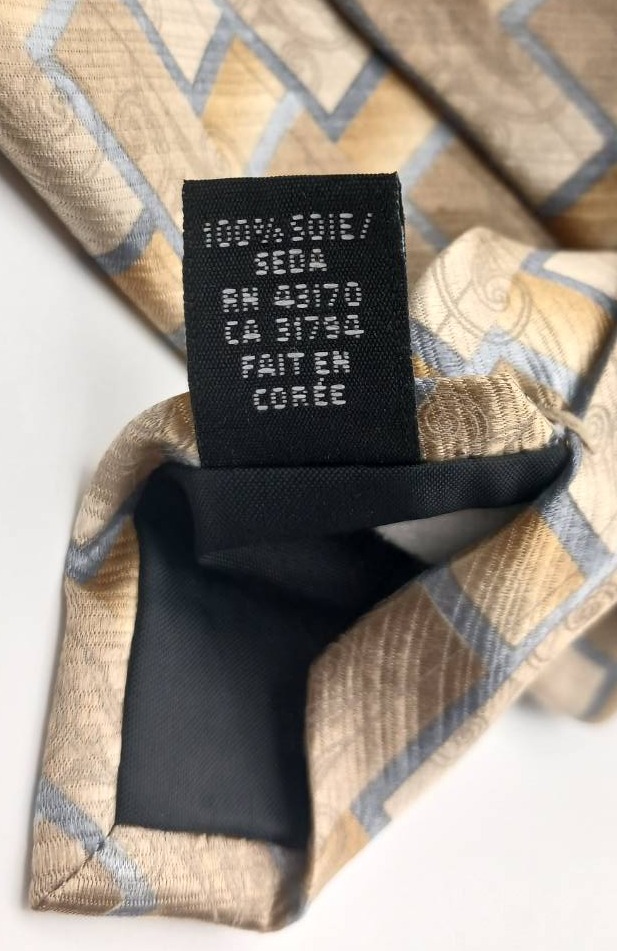 100% SOIE/
SEDA
RN 43170
CA 31794
FAIT EN
CORÉE